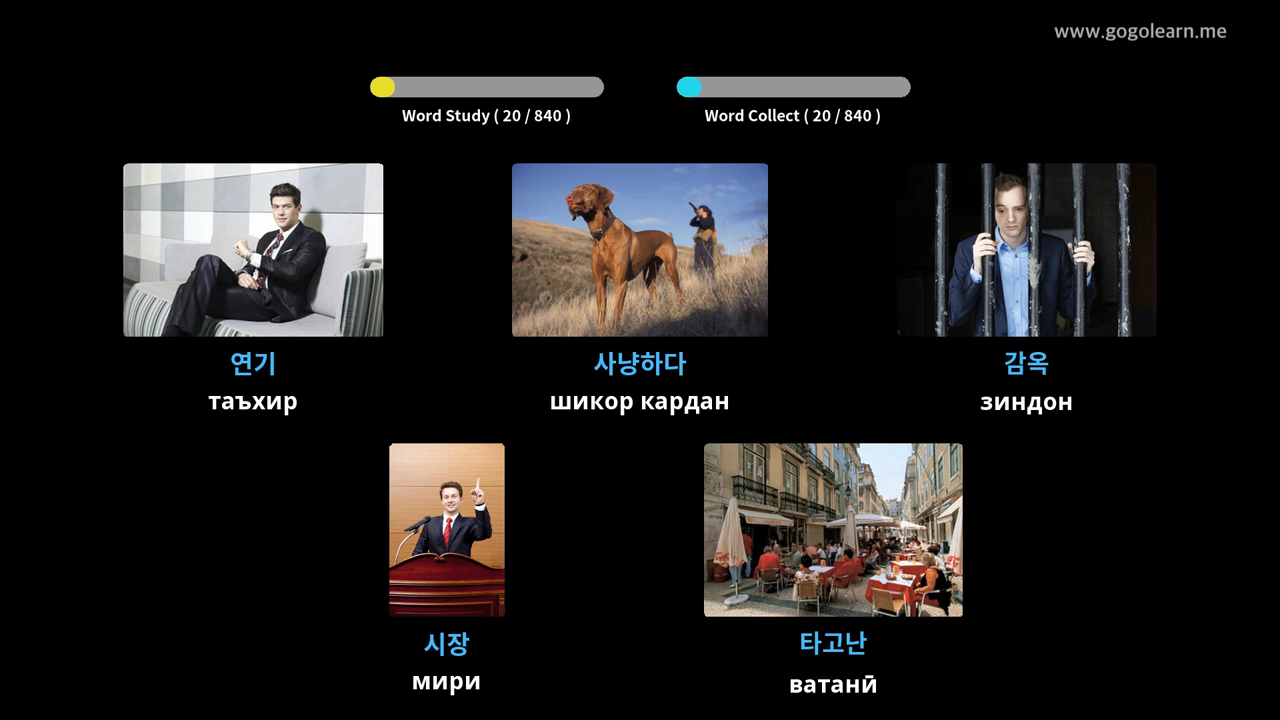 www.gogolearn.me
Word Study ( 20 / 840 )
Word Collect ( 20 / 840 )
연기
사냥하다
감옥
таъхир
шикор кардан
зиндон
시장
타고난
мири
ватанӣ